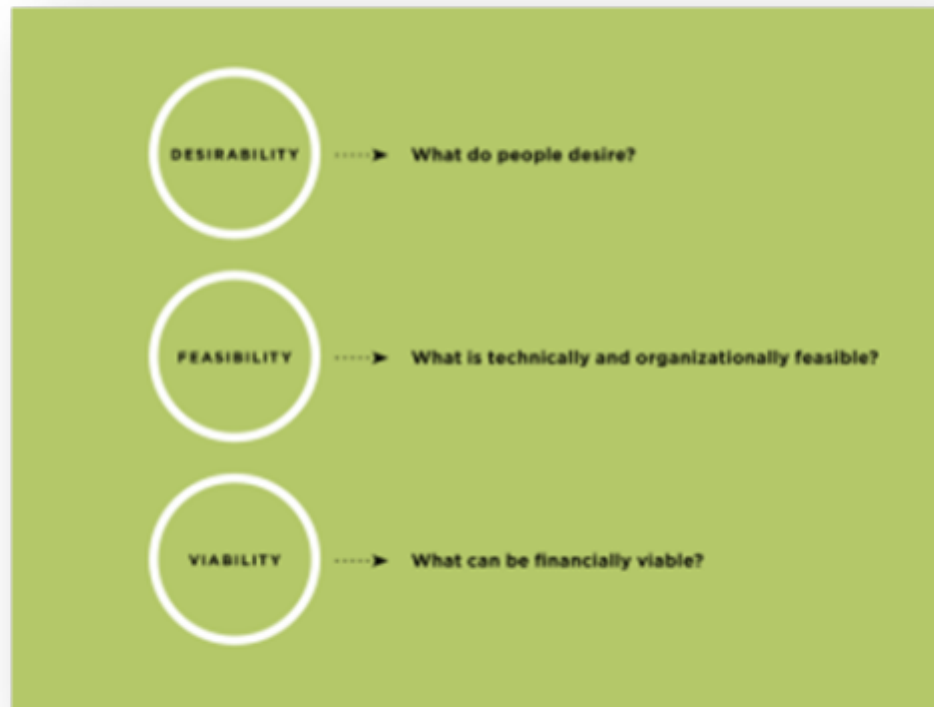 DESIRABILITY What do people desire?
FEASIBILITY What is technically and organizationally feasible?
VIABILITY What can be financially viable?